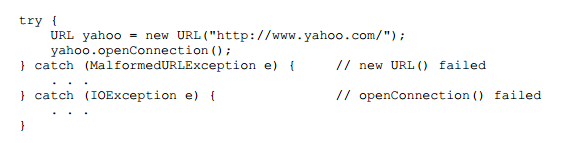 try {
    URL yahoo = new URL("http://www.yahoo.com/");
    yahoo.openConnection();
} catch (MalformedURLException e) {     // new URL() failed
    . . .
} catch (IOException e) {               // openConnection() failed
    . . .
}